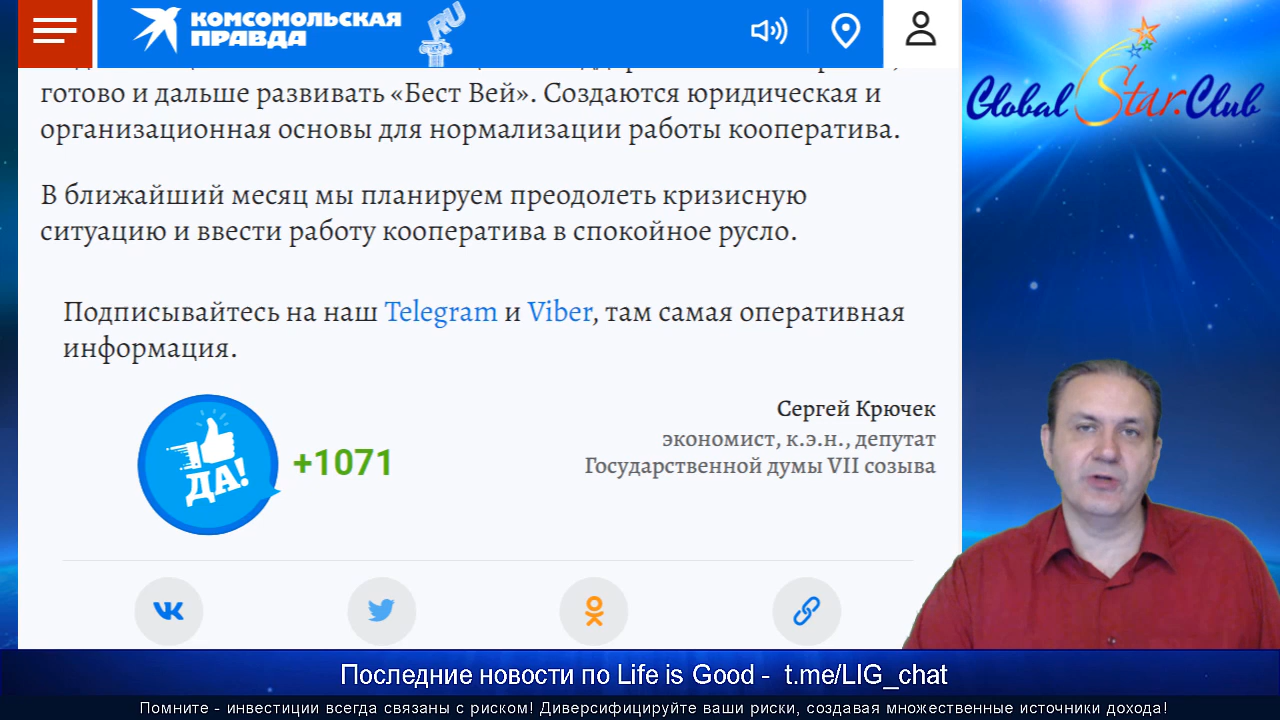 КОМСОМОЛЬСКАЯ
ПРАВДА
RU
готово и дальше развивать «Бест Вей». Создаются юридическая и
организационная основы для нормализации работы кооператива.
В ближайший месяц мы планируем преодолеть кризисную
ситуацию и ввести работу кооператива в спокойное русло.
Подписывайтесь на наш Telegram и Viber, там самая оперативная
информация.
ДА!
+1071
Сергей Крючек
экономист, к.э.н., депутат
Государственной думы VII созыва
Global Star.Club
Последние новости по Life is Good - t.me/LIG_chat
Помните - инвестиции всегда связаны с риском! Диверсифицируйте ваши риски, создавая множественные источники дохода!